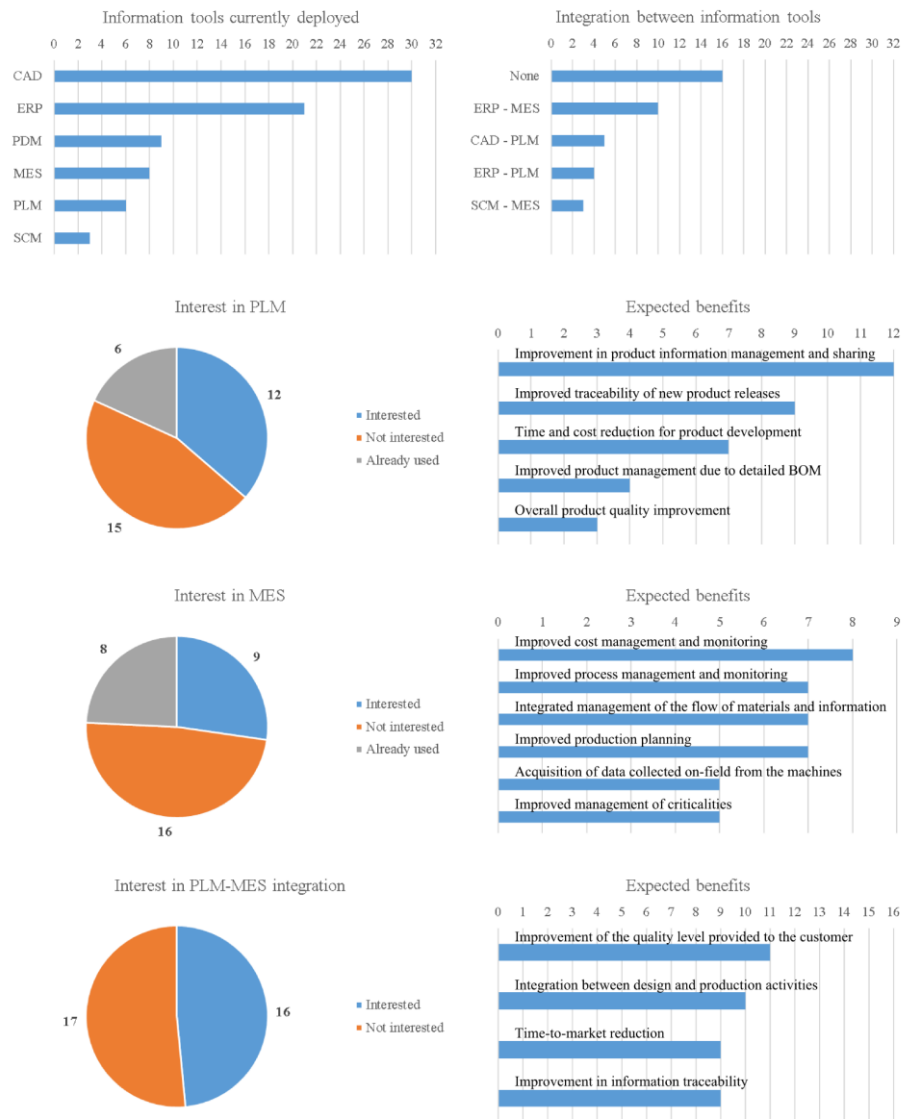 Information tools currently deployed
0 2 4 6 8 10 12 14 16 18 20 22 24 26 28 30 32
CAD
ERP
PDM
MES
PLM
SCM
Integration between information tools
0 2 4 6 8 10 12 14 16 18 20 22 24 26 28 30 32
None
ERP - MES
CAD - PLM
ERP - PLM
SCM - MES
Interest in PLM
6
12
15
Interested
Not interested
Already used
Expected benefits
0 1 2 3 4 5 6 7 8 9 10 11 12
Improvement in product information management and sharing
Improved traceability of new product releases
Time and cost reduction for product development
Improved product management due to detailed BOM
Overall product quality improvement
Interest in MES
8
9
16
Interested
Not interested
Already used
Expected benefits
0 1 2 3 4 5 6 7 8 9
Improved cost management and monitoring
Improved process management and monitoring
Integrated management of the flow of materials and information
Improved production planning
Acquisition of data collected on-field from the machines
Improved management of criticalities
Interest in PLM-MES integration
17
16
Interested
Not interested
Expected benefits
0 1 2 3 4 5 6 7 8 9 10 11 12 13 14 15 16
Improvement of the quality level provided to the customer
Integration between design and production activities
Time-to-market reduction
Improvement in information traceability